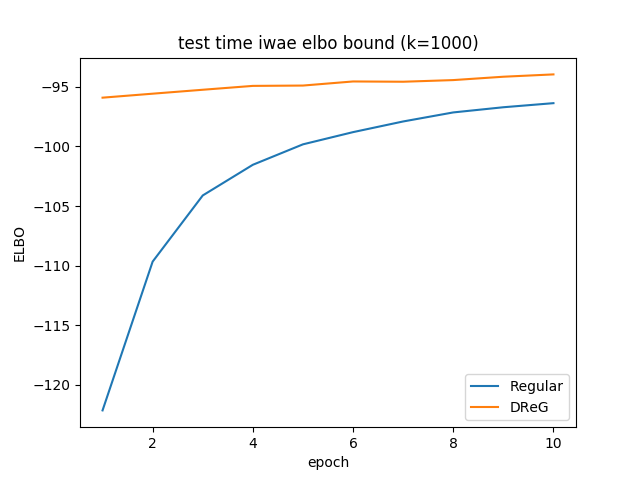 test time iwae elbo bound (k=1000)
ELBO
−95
−100
−105
−110
−115
−120
2 4 6 8 10
epoch
Regular
DReG